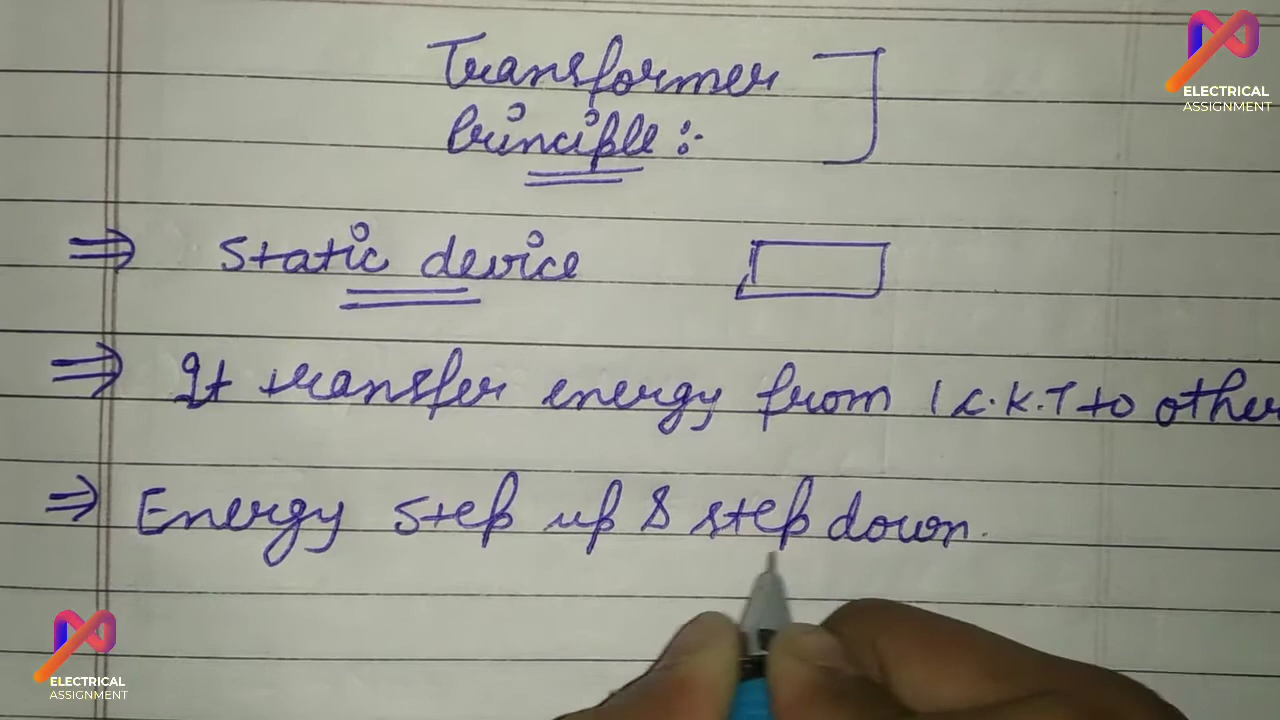 Transformer
Principle :-
ELECTRICAL
ASSIGNMENT
⇒ Static device
⇒ It transfer energy from 1 C.K.T to other
⇒ Energy step up & step down.
ELECTRICAL
ASSIGNMENT